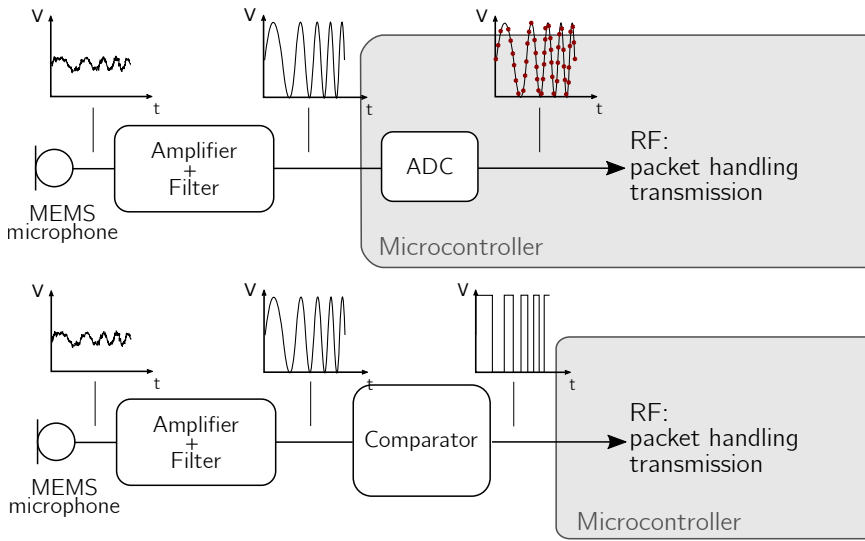 V
t
V
t
V
t
MEMS
microphone
Amplifier
+
Filter
ADC
RF:
packet handling
transmission
Microcontroller
V
t
V
t
V
t
MEMS
microphone
Amplifier
+
Filter
Comparator
RF:
packet handling
transmission
Microcontroller